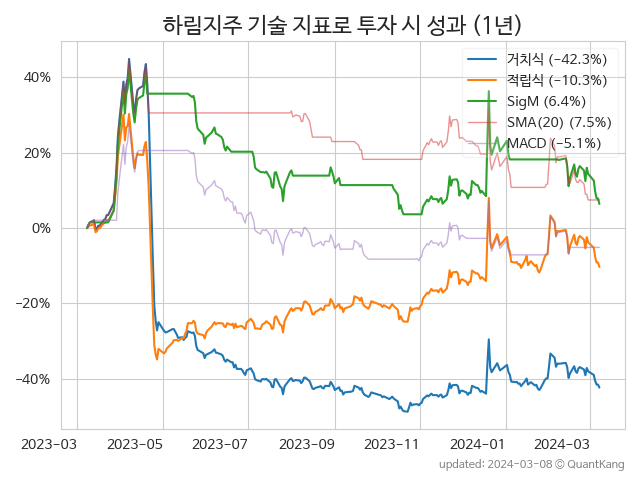 하림지주 기술 지표로 투자 시 성과 (1년)
거치식 (−42.3%)
적립식 (−10.3%)
SigM (6.4%)
SMA(20) (7.5%)
MACD (−5.1%)
40%
20%
0%
−20%
−40%
2023−03
2023−05
2023−07
2023−09
2023−11
2024−01
2024−03
updated: 2024-03-08 © QuantKang